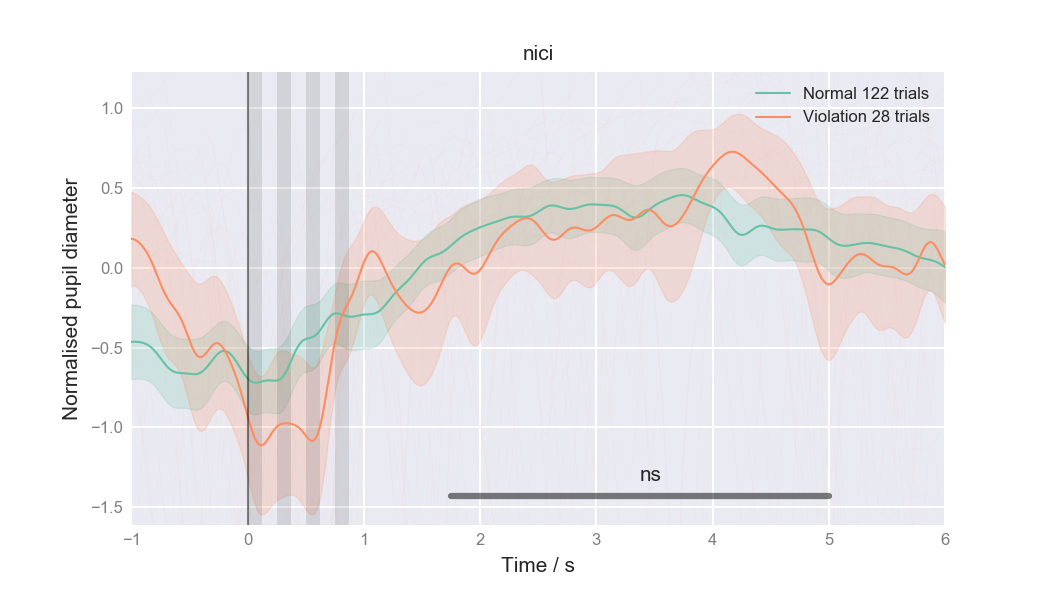 nici
Normal 122 trials
Violation 28 trials
Normalised pupil diameter
1.0
0.5
0.0
−0.5
−1.0
−1.5
ns
−1 0 1 2 3 4 5 6
Time / s